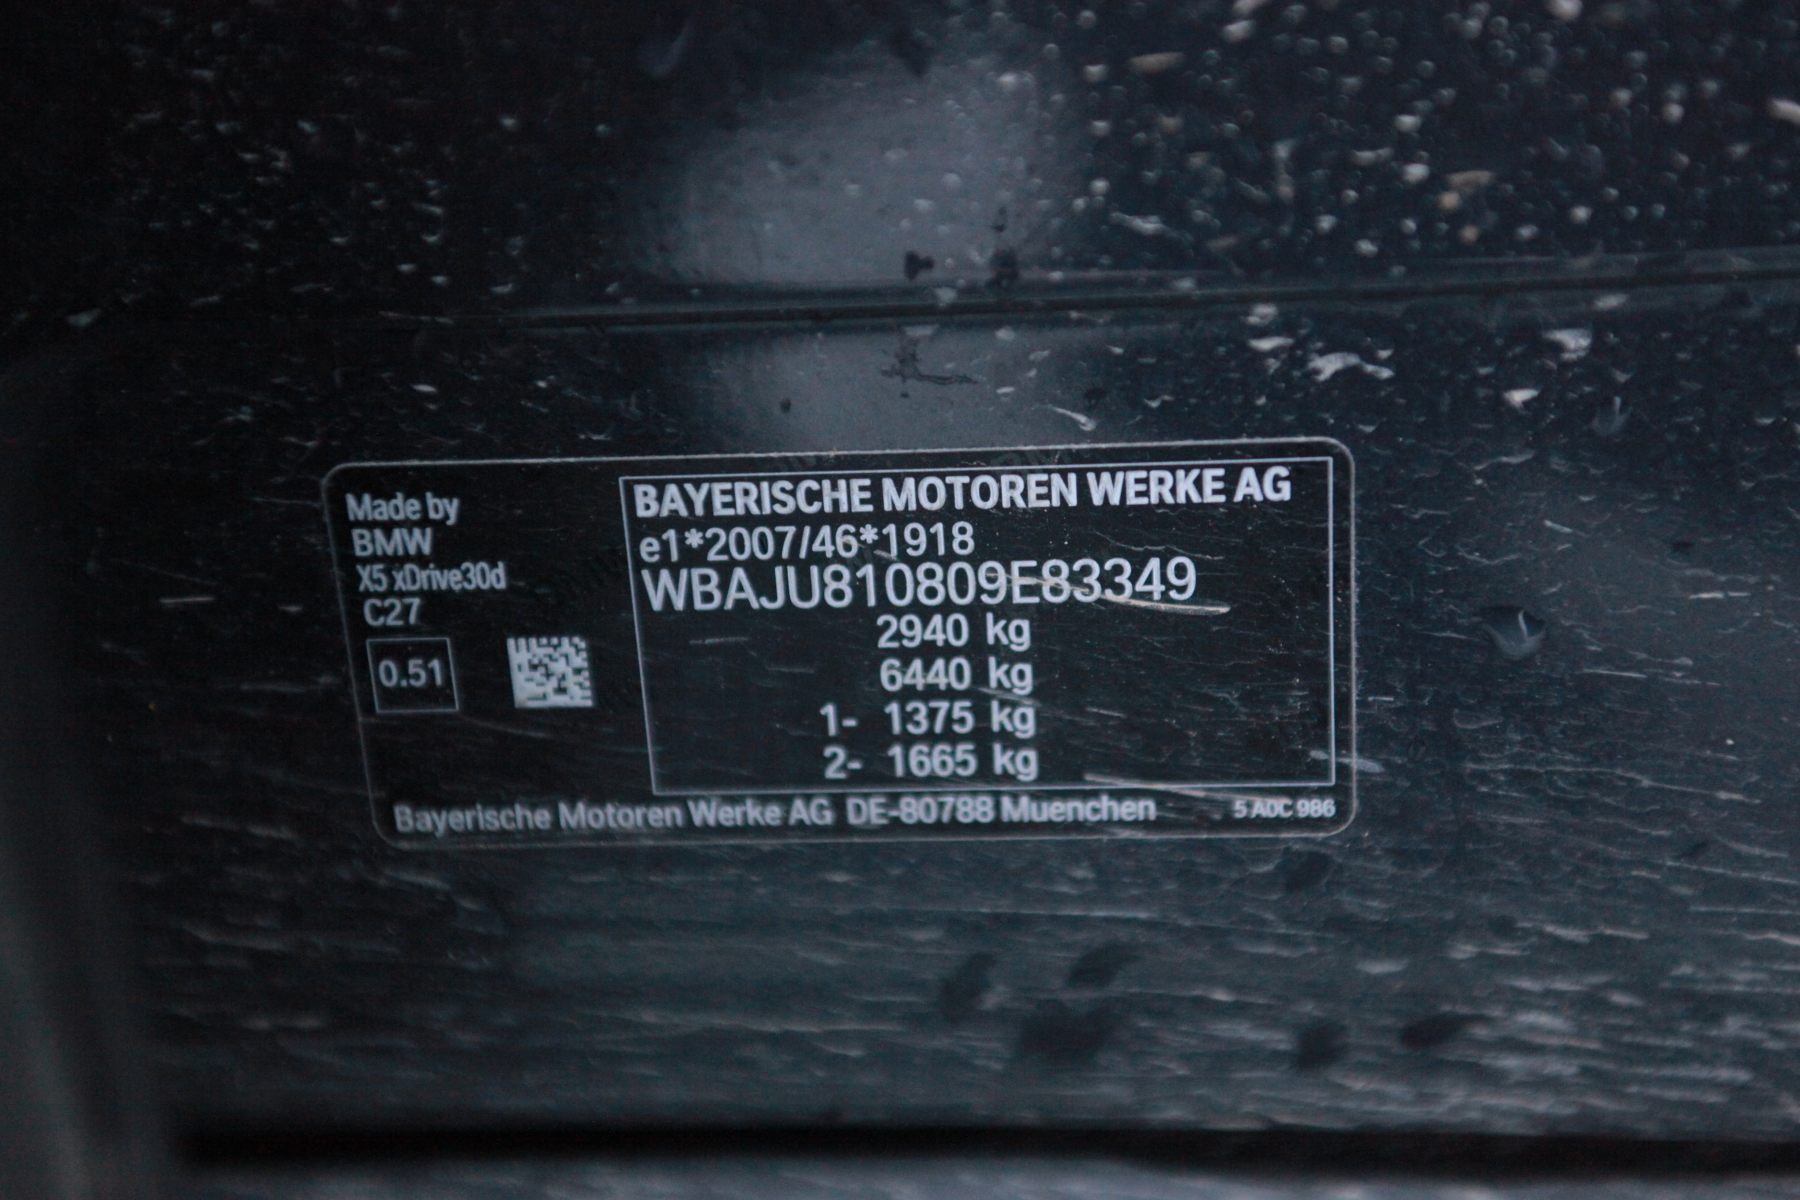 Made by
BMW
X5 xDrive30d
C27
0.51
BAYERISCHE MOTOREN WERKE AG
e1*2007/46*1918
WBAJU810809E83349
2940 kg
6440 kg
1- 1375 kg
2- 1665 kg
Bayerische Motoren Werke AG DE-80788 Muenchen
5 A0C 986